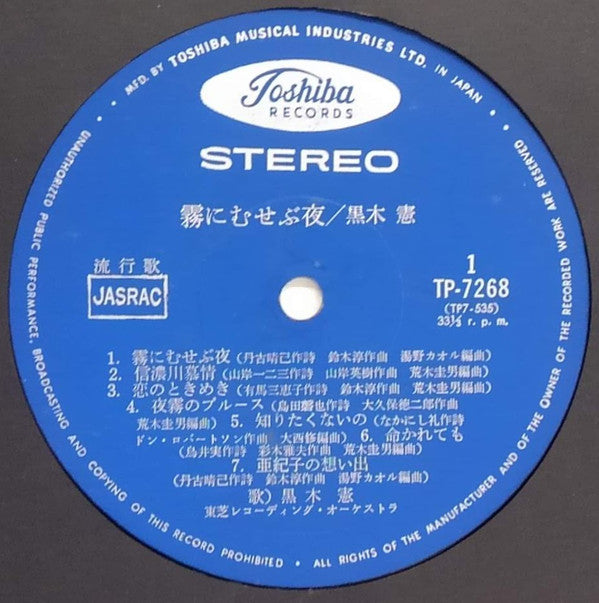 MFD. BY TOSHIBA MUSICAL INDUSTRIES LTD. IN JAPAN
Toshiba
RECORDS
STEREO
霧にむせぶ夜/黒木 憲
流行歌
JASRAC
1
TP-7268
(TP7-535)
33⅓ r. p. m.
1. 霧にむせぶ夜 (丹古晴己作詩 鈴木淳作曲 湯野カオル編曲)
2. 信濃川慕情 (山岸一二三作詩 山岸英樹作曲 荒木圭男編曲)
3. 恋のときめき (有馬三恵子作詩 鈴木淳作曲 荒木圭男編曲)
4. 夜霧のブルース (島田磬也作詩 大久保徳二郎作曲
荒木圭男編曲) 5. 知りたくないの (なかにし礼作詩
ドン・ロバートソン作曲 大西修編曲) 6. 命かれても
(鳥井実作詩 彩木雅夫作曲 荒木圭男編曲)
7. 亜紀子の想い出
(丹古晴己作詩 鈴木淳作曲 湯野カオル編曲)
歌) 黒木 憲
東芝レコーディング・オーケストラ
UNAUTHORIZED PUBLIC PERFORMANCE, BROADCASTING AND COPYING OF THIS RECORD PROHIBITED • ALL RIGHTS OF THE MANUFACTURER AND OF THE OWNER OF THE RECORDED WORK ARE RESERVED